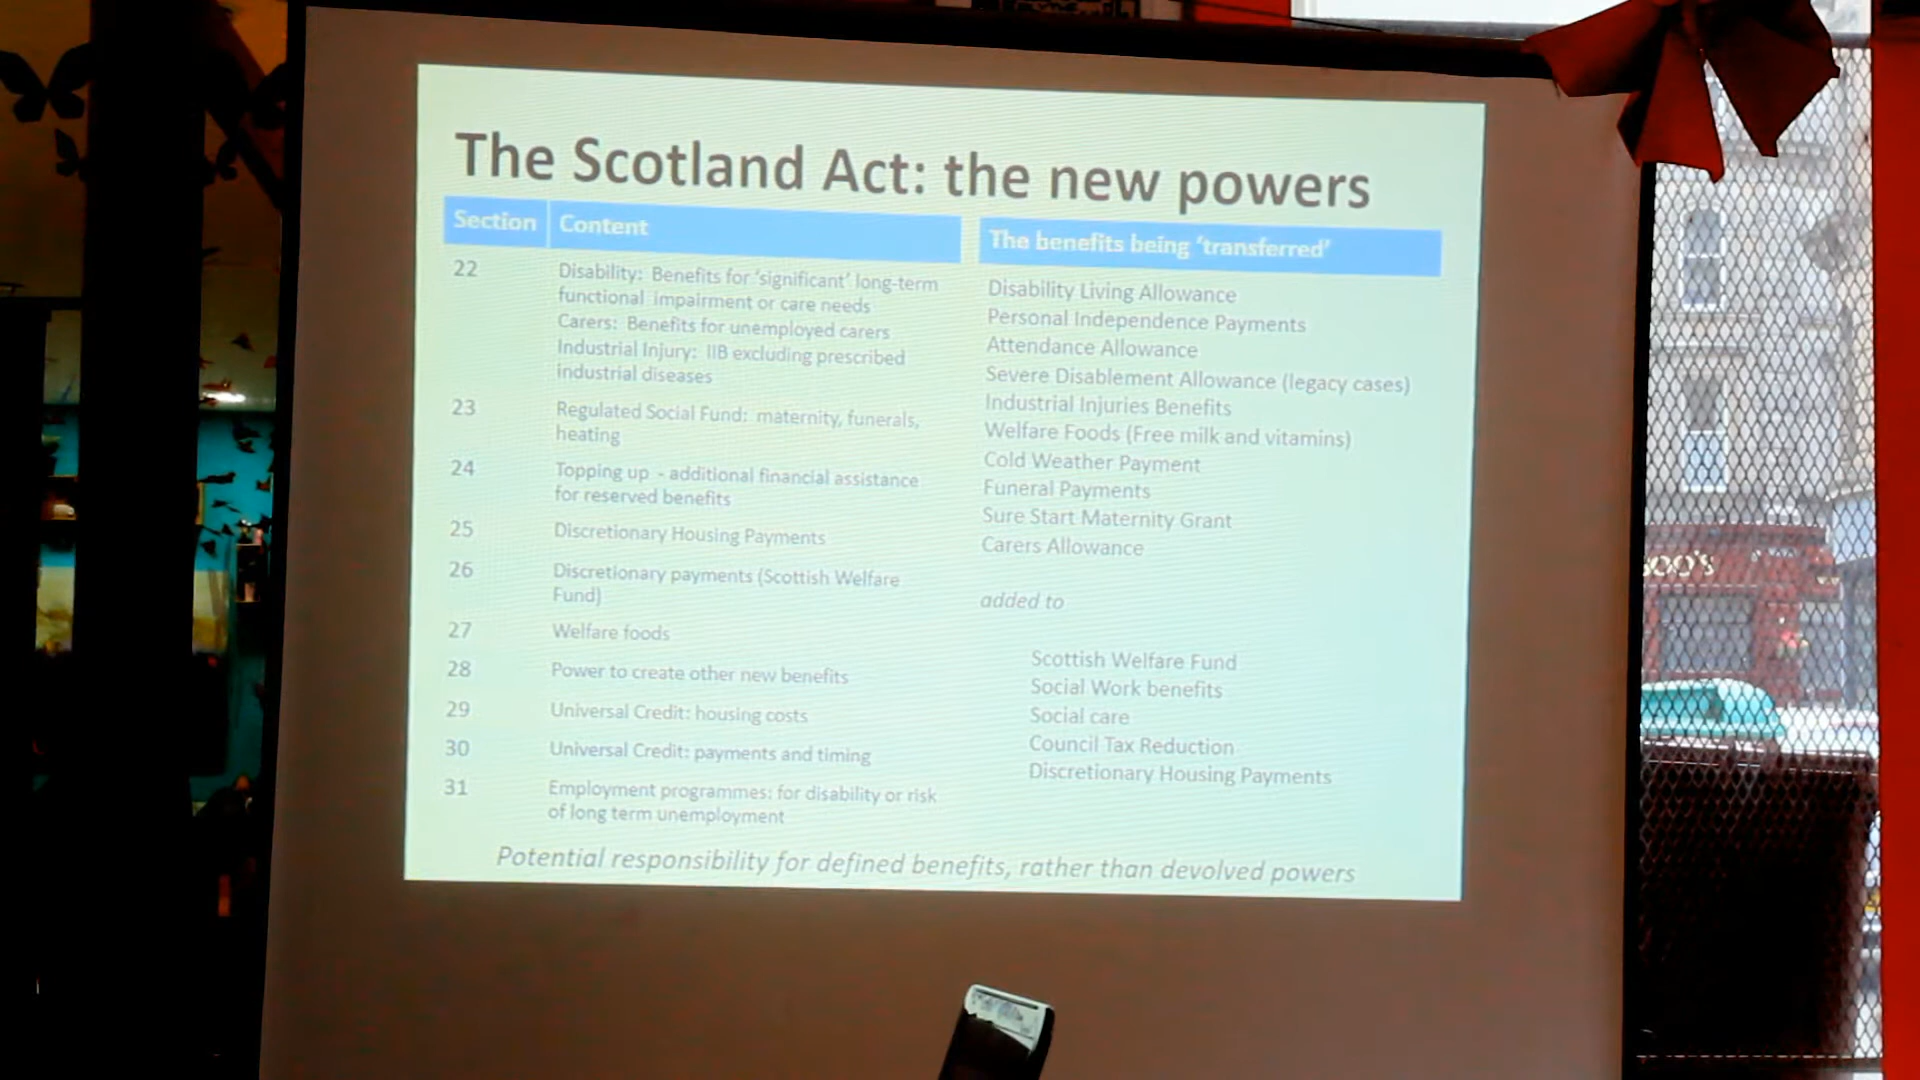 The Scotland Act: the new powers
Section Content
22 Disability: Benefits for 'significant' long-term
functional impairment or care needs
Carers: Benefits for unemployed carers
Industrial Injury: IIB excluding prescribed
industrial diseases
23 Regulated Social Fund: maternity, funerals,
heating
24 Topping up - additional financial assistance
for reserved benefits
25 Discretionary Housing Payments
26 Discretionary payments (Scottish Welfare
Fund)
27 Welfare foods
28 Power to create other new benefits
29 Universal Credit: housing costs
30 Universal Credit: payments and timing
31 Employment programmes: for disability or risk
of long term unemployment
The benefits being 'transferred'
Disability Living Allowance
Personal Independence Payments
Attendance Allowance
Severe Disablement Allowance (legacy cases)
Industrial Injuries Benefits
Welfare Foods (Free milk and vitamins)
Cold Weather Payment
Funeral Payments
Sure Start Maternity Grant
Carers Allowance
added to
Scottish Welfare Fund
Social Work benefits
Social care
Council Tax Reduction
Discretionary Housing Payments
Potential responsibility for defined benefits, rather than devolved powers